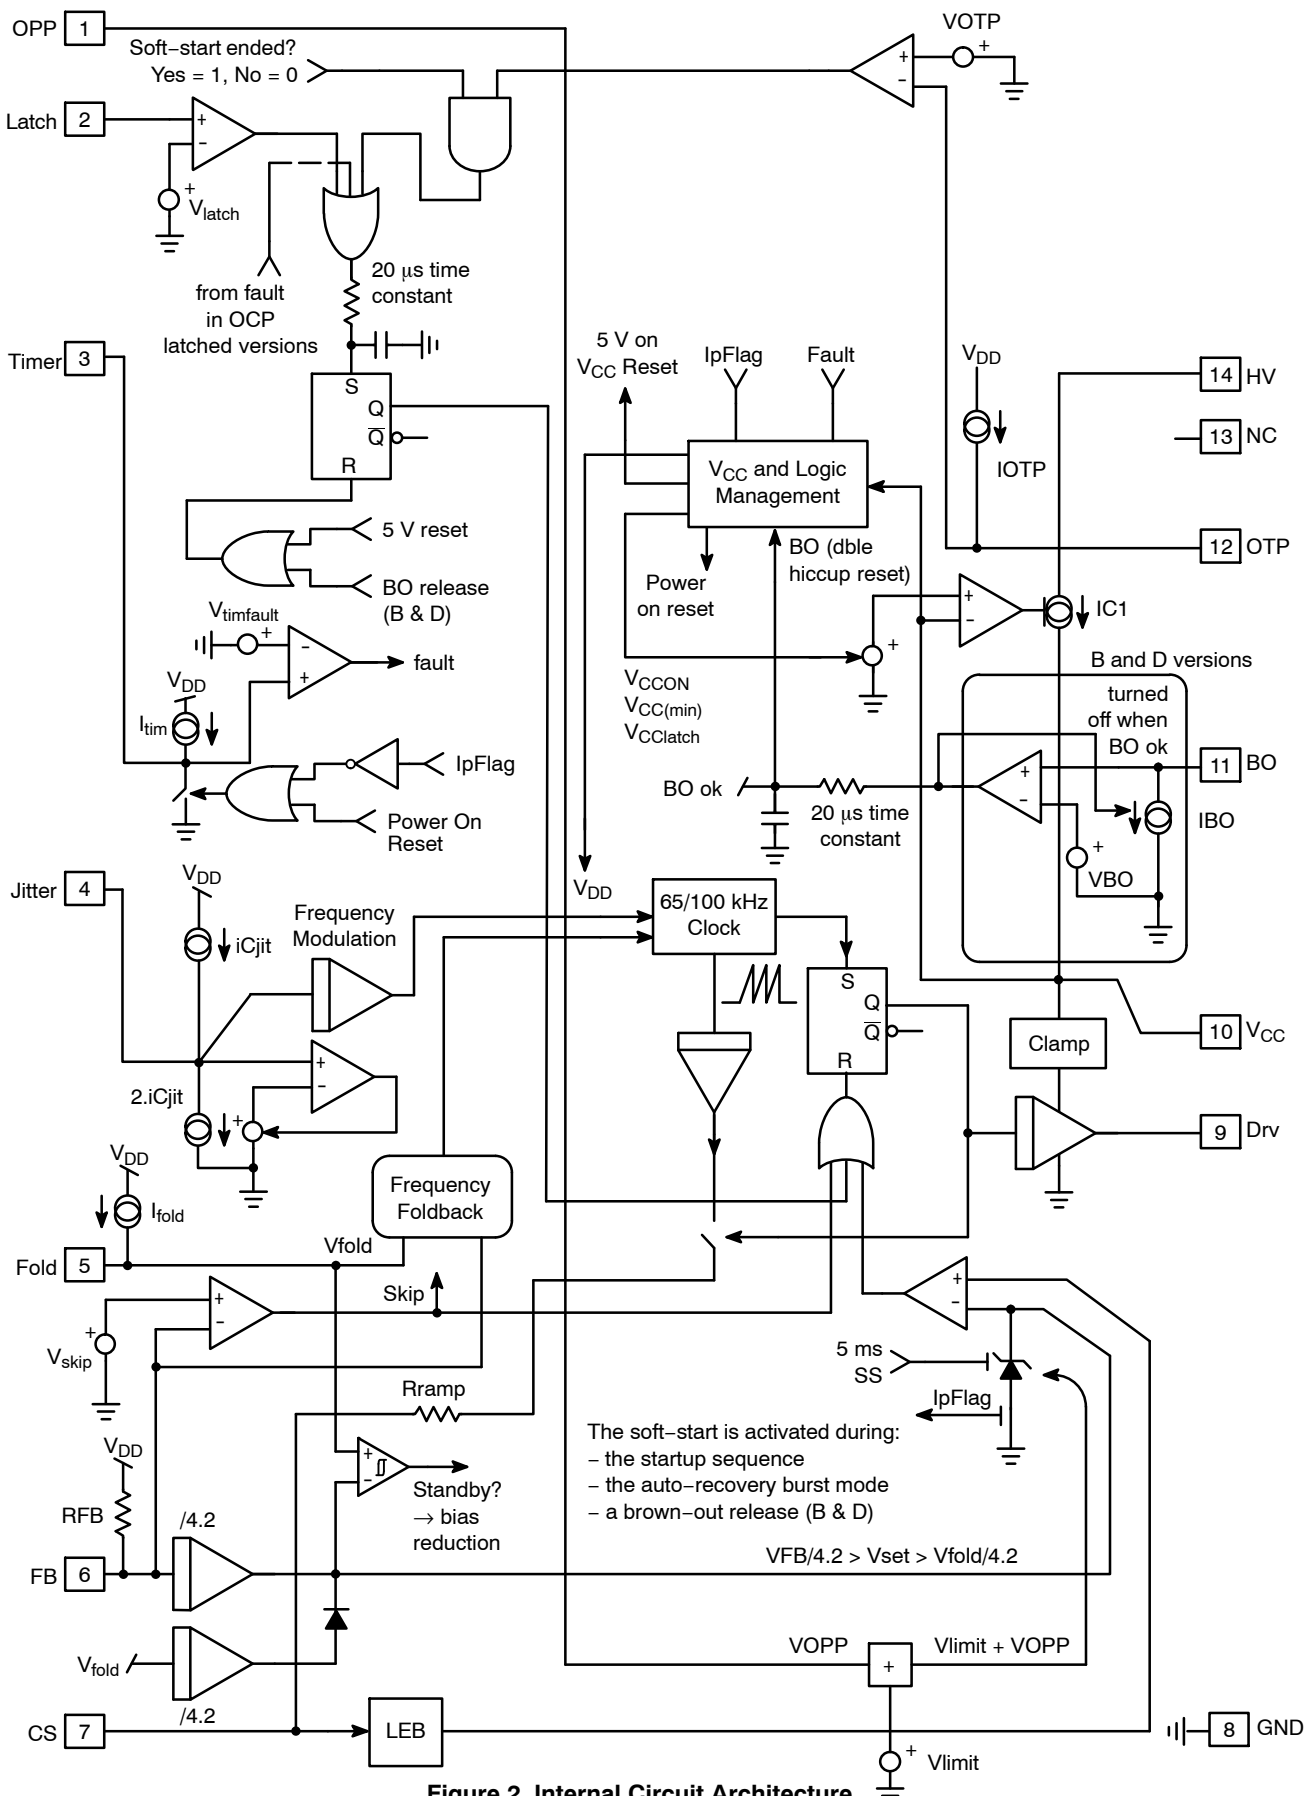 OPP 1
Soft−start ended?
Yes = 1, No = 0
VOTP
+
+
−
Latch 2
+
−
+
Vlatch
20 μs time
constant
from fault
in OCP
latched versions
Timer 3
S
Q
Q
R
5 V on
VCC Reset
IpFlag
Fault
VDD
14 HV
13 NC
IOTP
VCC and Logic
Management
5 V reset
BO release
(B & D)
Power
on reset
BO (dble
hiccup reset)
12 OTP
Vtimfault
+
−
+
fault
+
−
IC1
+
B and D versions
VDD
Itim
VCCON
VCC(min)
VCClatch
turned
off when
BO ok
IpFlag
Power On
Reset
BO ok
20 μs time
constant
+
−
11 BO
IBO
+
VBO
Jitter 4
VDD
iCjit
Frequency
Modulation
VDD
65/100 kHz
Clock
S
Q
Q
R
10 VCC
Clamp
+
−
2.iCjit
+
9 Drv
VDD
Ifold
Frequency
Foldback
Fold 5
Vfold
Skip
+
−
+
Vskip
+
−
5 ms
SS
IpFlag
Rramp
The soft−start is activated during:
− the startup sequence
− the auto−recovery burst mode
− a brown−out release (B & D)
VDD
RFB
+
−
Standby?
→ bias
reduction
/4.2
FB 6
VFB/4.2 > Vset > Vfold/4.2
Vfold
/4.2
VOPP
+
Vlimit + VOPP
CS 7
LEB
8 GND
+
Vlimit
Figure 2. Internal Circuit Architecture